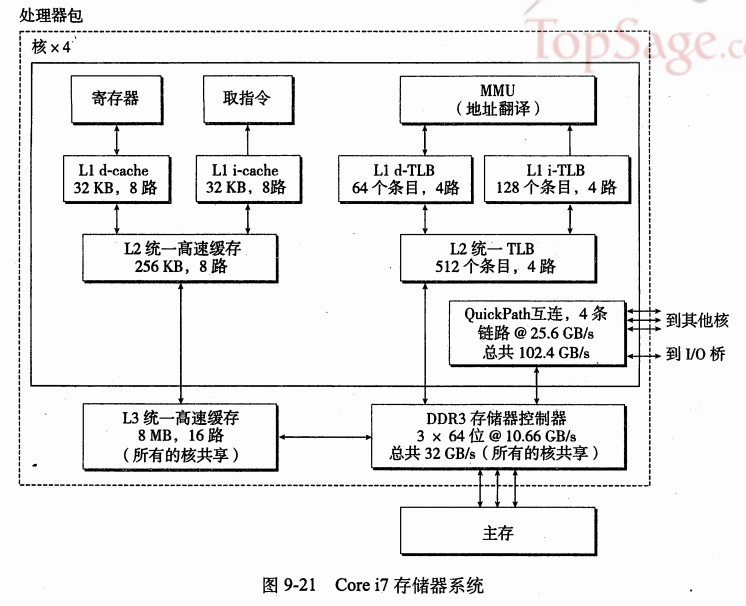 处理器包
TopSage.co
核×4
寄存器
取指令
MMU
（地址翻译）
L1 d-cache
32 KB，8 路
L1 i-cache
32 KB，8路
L1 d-TLB
64 个条目，4路
L1 i-TLB
128 个条目，4 路
L2 统一高速缓存
256 KB，8 路
L2 统一 TLB
512 个条目，4 路
QuickPath互连，4 条
链路 @ 25.6 GB/s
总共 102.4 GB/s
到其他核
到 I/O 桥
L3 统一高速缓存
8 MB，16 路
（所有的核共享）
DDR3 存储器控制器
3 × 64 位 @ 10.66 GB/s
总共 32 GB/s（所有的核共享）
主存
图 9-21 Core i7 存储器系统